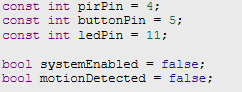 const int pirPin = 4;
const int buttonPin = 5;
const int ledPin = 11;
bool systemEnabled = false;
bool motionDetected = false;